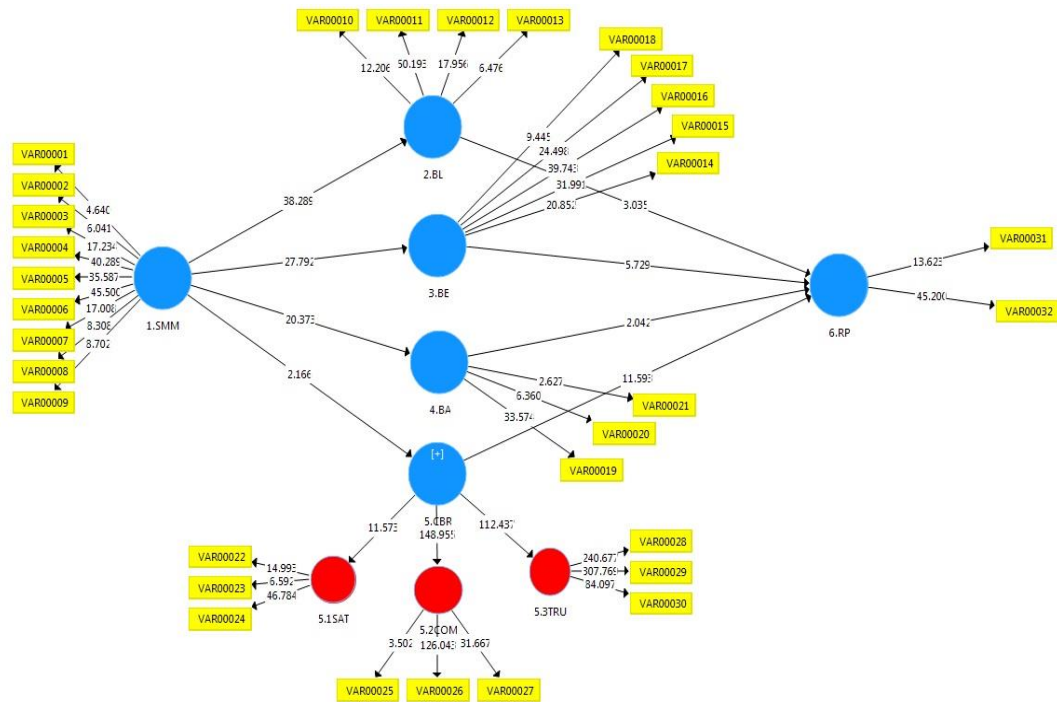 VAR00010
VAR00011
VAR00012
VAR00013
12.206
60.193
17.956
6.476
2.BL
VAR00018
VAR00017
VAR00016
VAR00015
VAR00014
9.445
24.498
39.743
31.991
20.852
3.BE
VAR00001
VAR00002
VAR00003
VAR00004
VAR00005
VAR00006
VAR00007
VAR00008
VAR00009
4.640
6.041
17.234
40.289
35.587
45.500
17.008
8.308
8.702
1.SMM
38.289
27.792
20.373
2.166
3.035
5.729
2.042
11.593
6.RP
13.623
45.200
VAR00031
VAR00032
4.BA
2.627
6.360
33.574
VAR00021
VAR00020
VAR00019
[+]
5.CBR
11.573
148.955
112.437
VAR00022
VAR00023
VAR00024
14.993
6.592
46.784
5.1SAT
5.2COM
3.502
126.043
31.667
VAR00025
VAR00026
VAR00027
5.3TRU
240.677
307.769
84.097
VAR00028
VAR00029
VAR00030